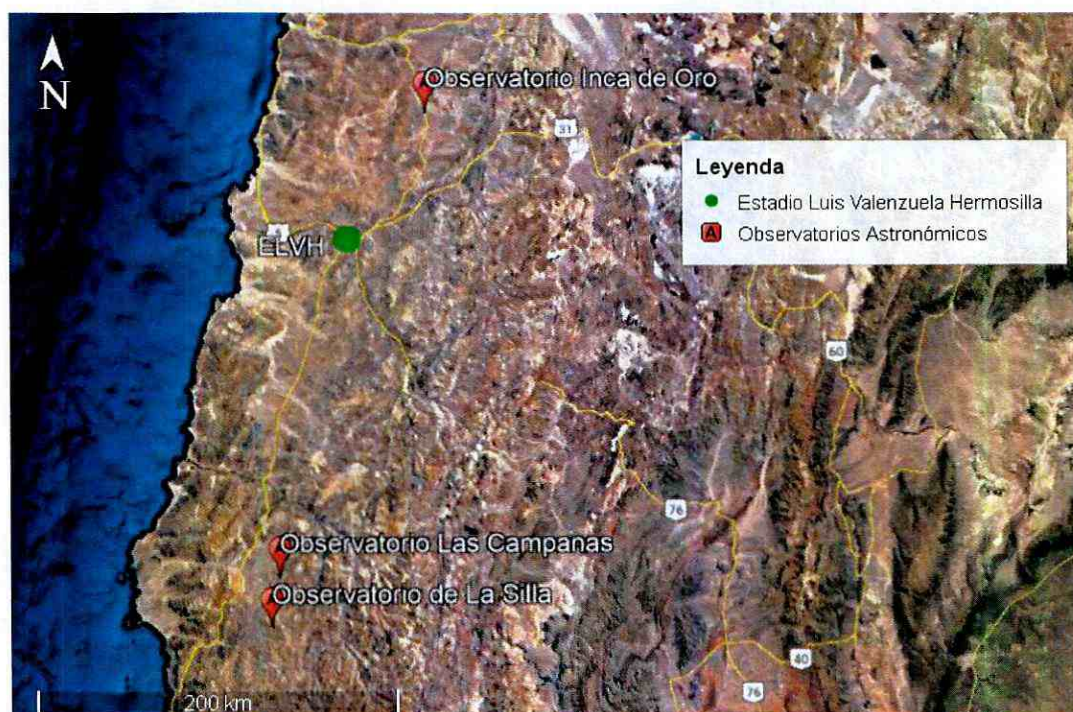 N
Observatorio Inca de Oro
31
Leyenda
Estadio Luis Valenzuela Hermosilla
A Observatorios Astronómicos
ELVH
60
76
Observatorio Las Campanas
Observatorio de La Silla
40
76
200 km